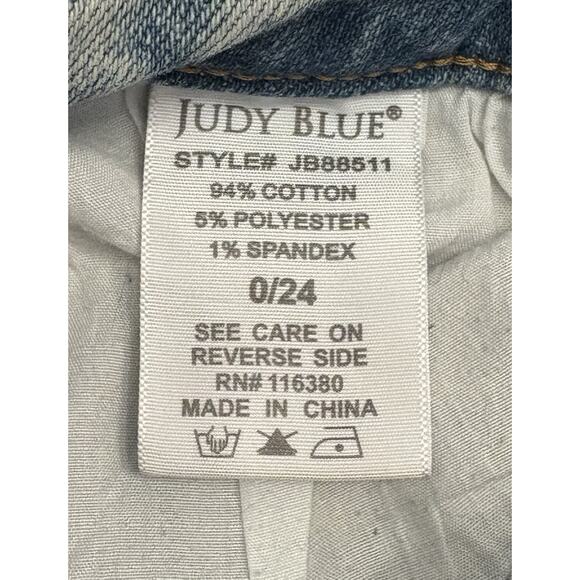 JUDY BLUE®
STYLE# JB88511
94% COTTON
5% POLYESTER
1% SPANDEX
0/24
SEE CARE ON
REVERSE SIDE
RN# 116380
MADE IN CHINA